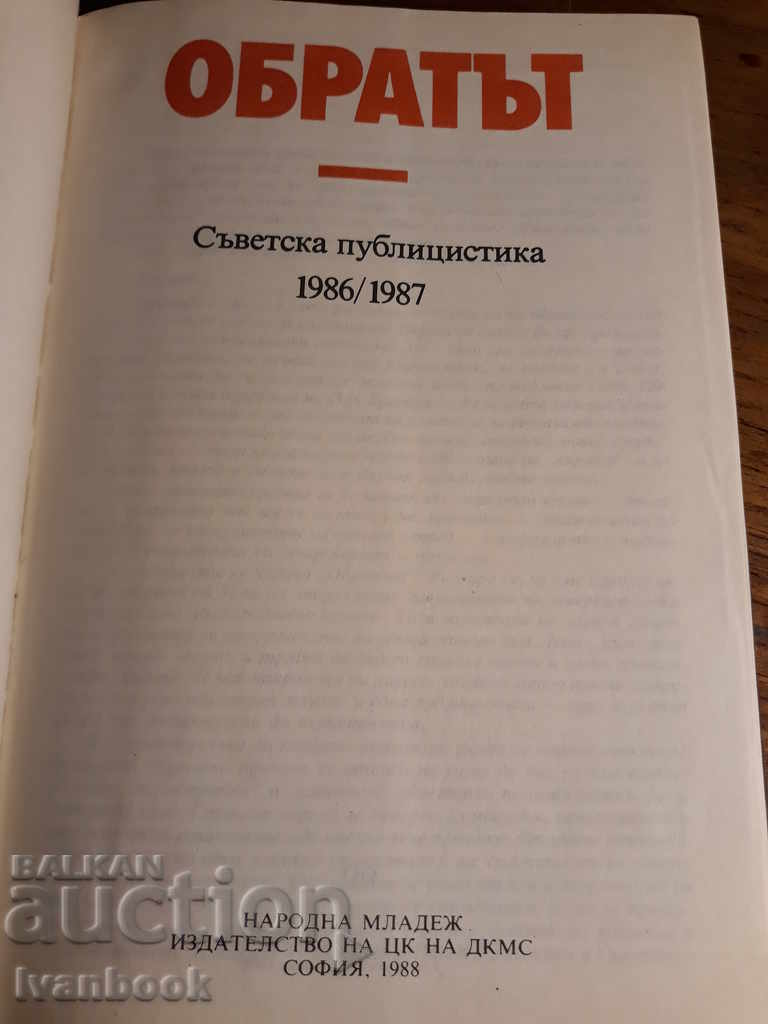 ОБРАТЪТ
Съветска публицистика
1986/1987
НАРОДНА МЛАДЕЖ
ИЗДАТЕЛСТВО НА ЦК НА ДКМС
СОФИЯ, 1988
BALKAN
auction
Ivanbook